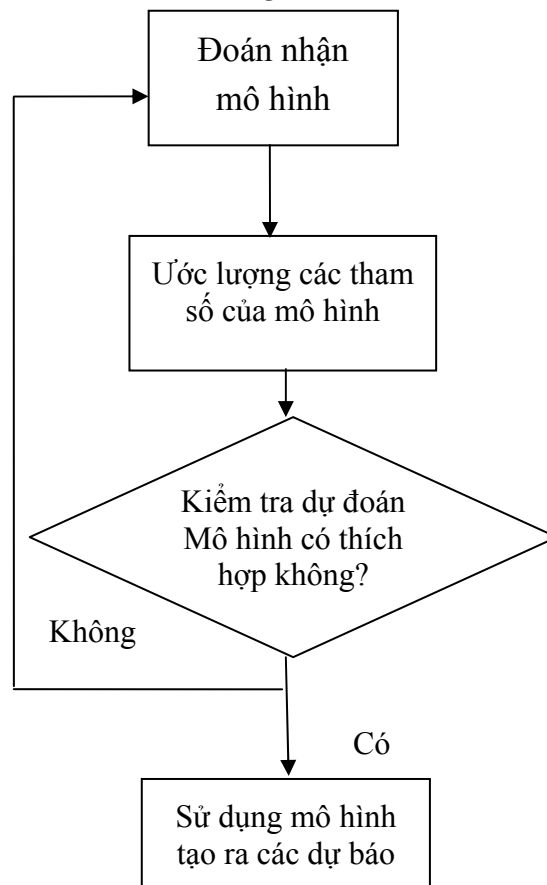 Đoán nhận
mô hình
Ước lượng các tham
số của mô hình
Kiểm tra dự đoán
Mô hình có thích
hợp không?
Không
Có
Sử dụng mô hình
tạo ra các dự báo